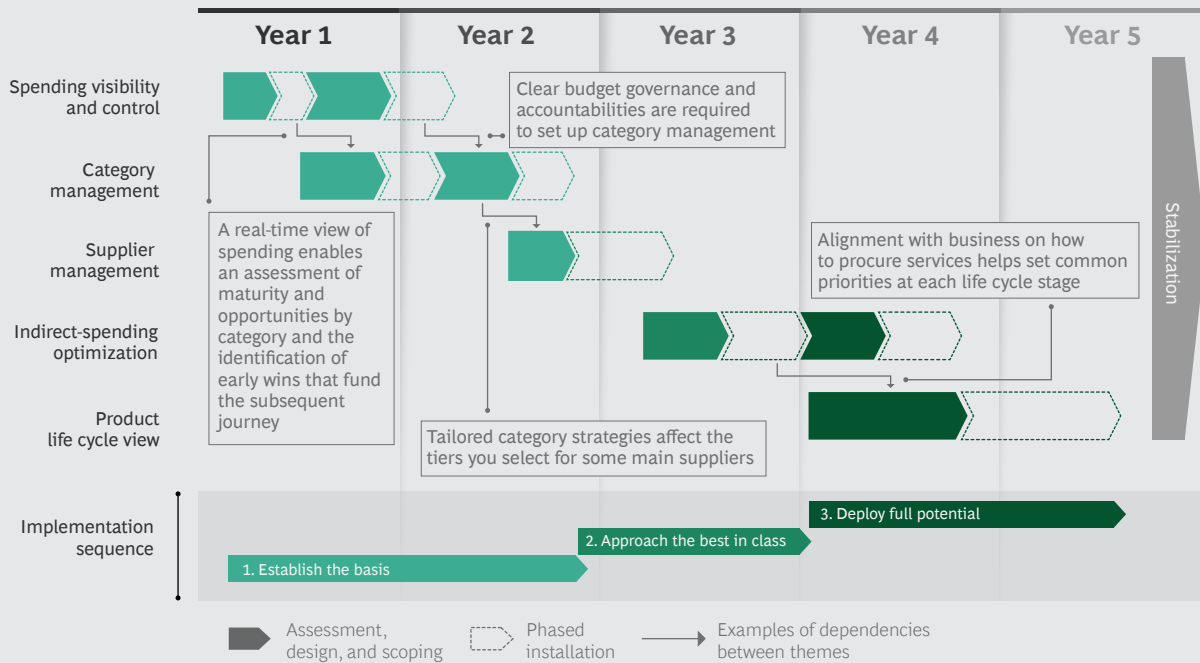 Year 1
Year 2
Year 3
Year 4
Year 5
Spending visibility
and control
Clear budget governance and
accountabilities are required
to set up category management
Category
management
A real-time view of
spending enables
an assessment of
maturity and
opportunities by
category and the
identification of
early wins that fund
the subsequent
journey
Supplier
management
Alignment with business on how
to procure services helps set common
priorities at each life cycle stage
Stabilization
Indirect-spending
optimization
Product
life cycle view
Tailored category strategies affect the
tiers you select for some main suppliers
Implementation
sequence
3. Deploy full potential
2. Approach the best in class
1. Establish the basis
Assessment,
design, and scoping
Phased
installation
Examples of dependencies
between themes